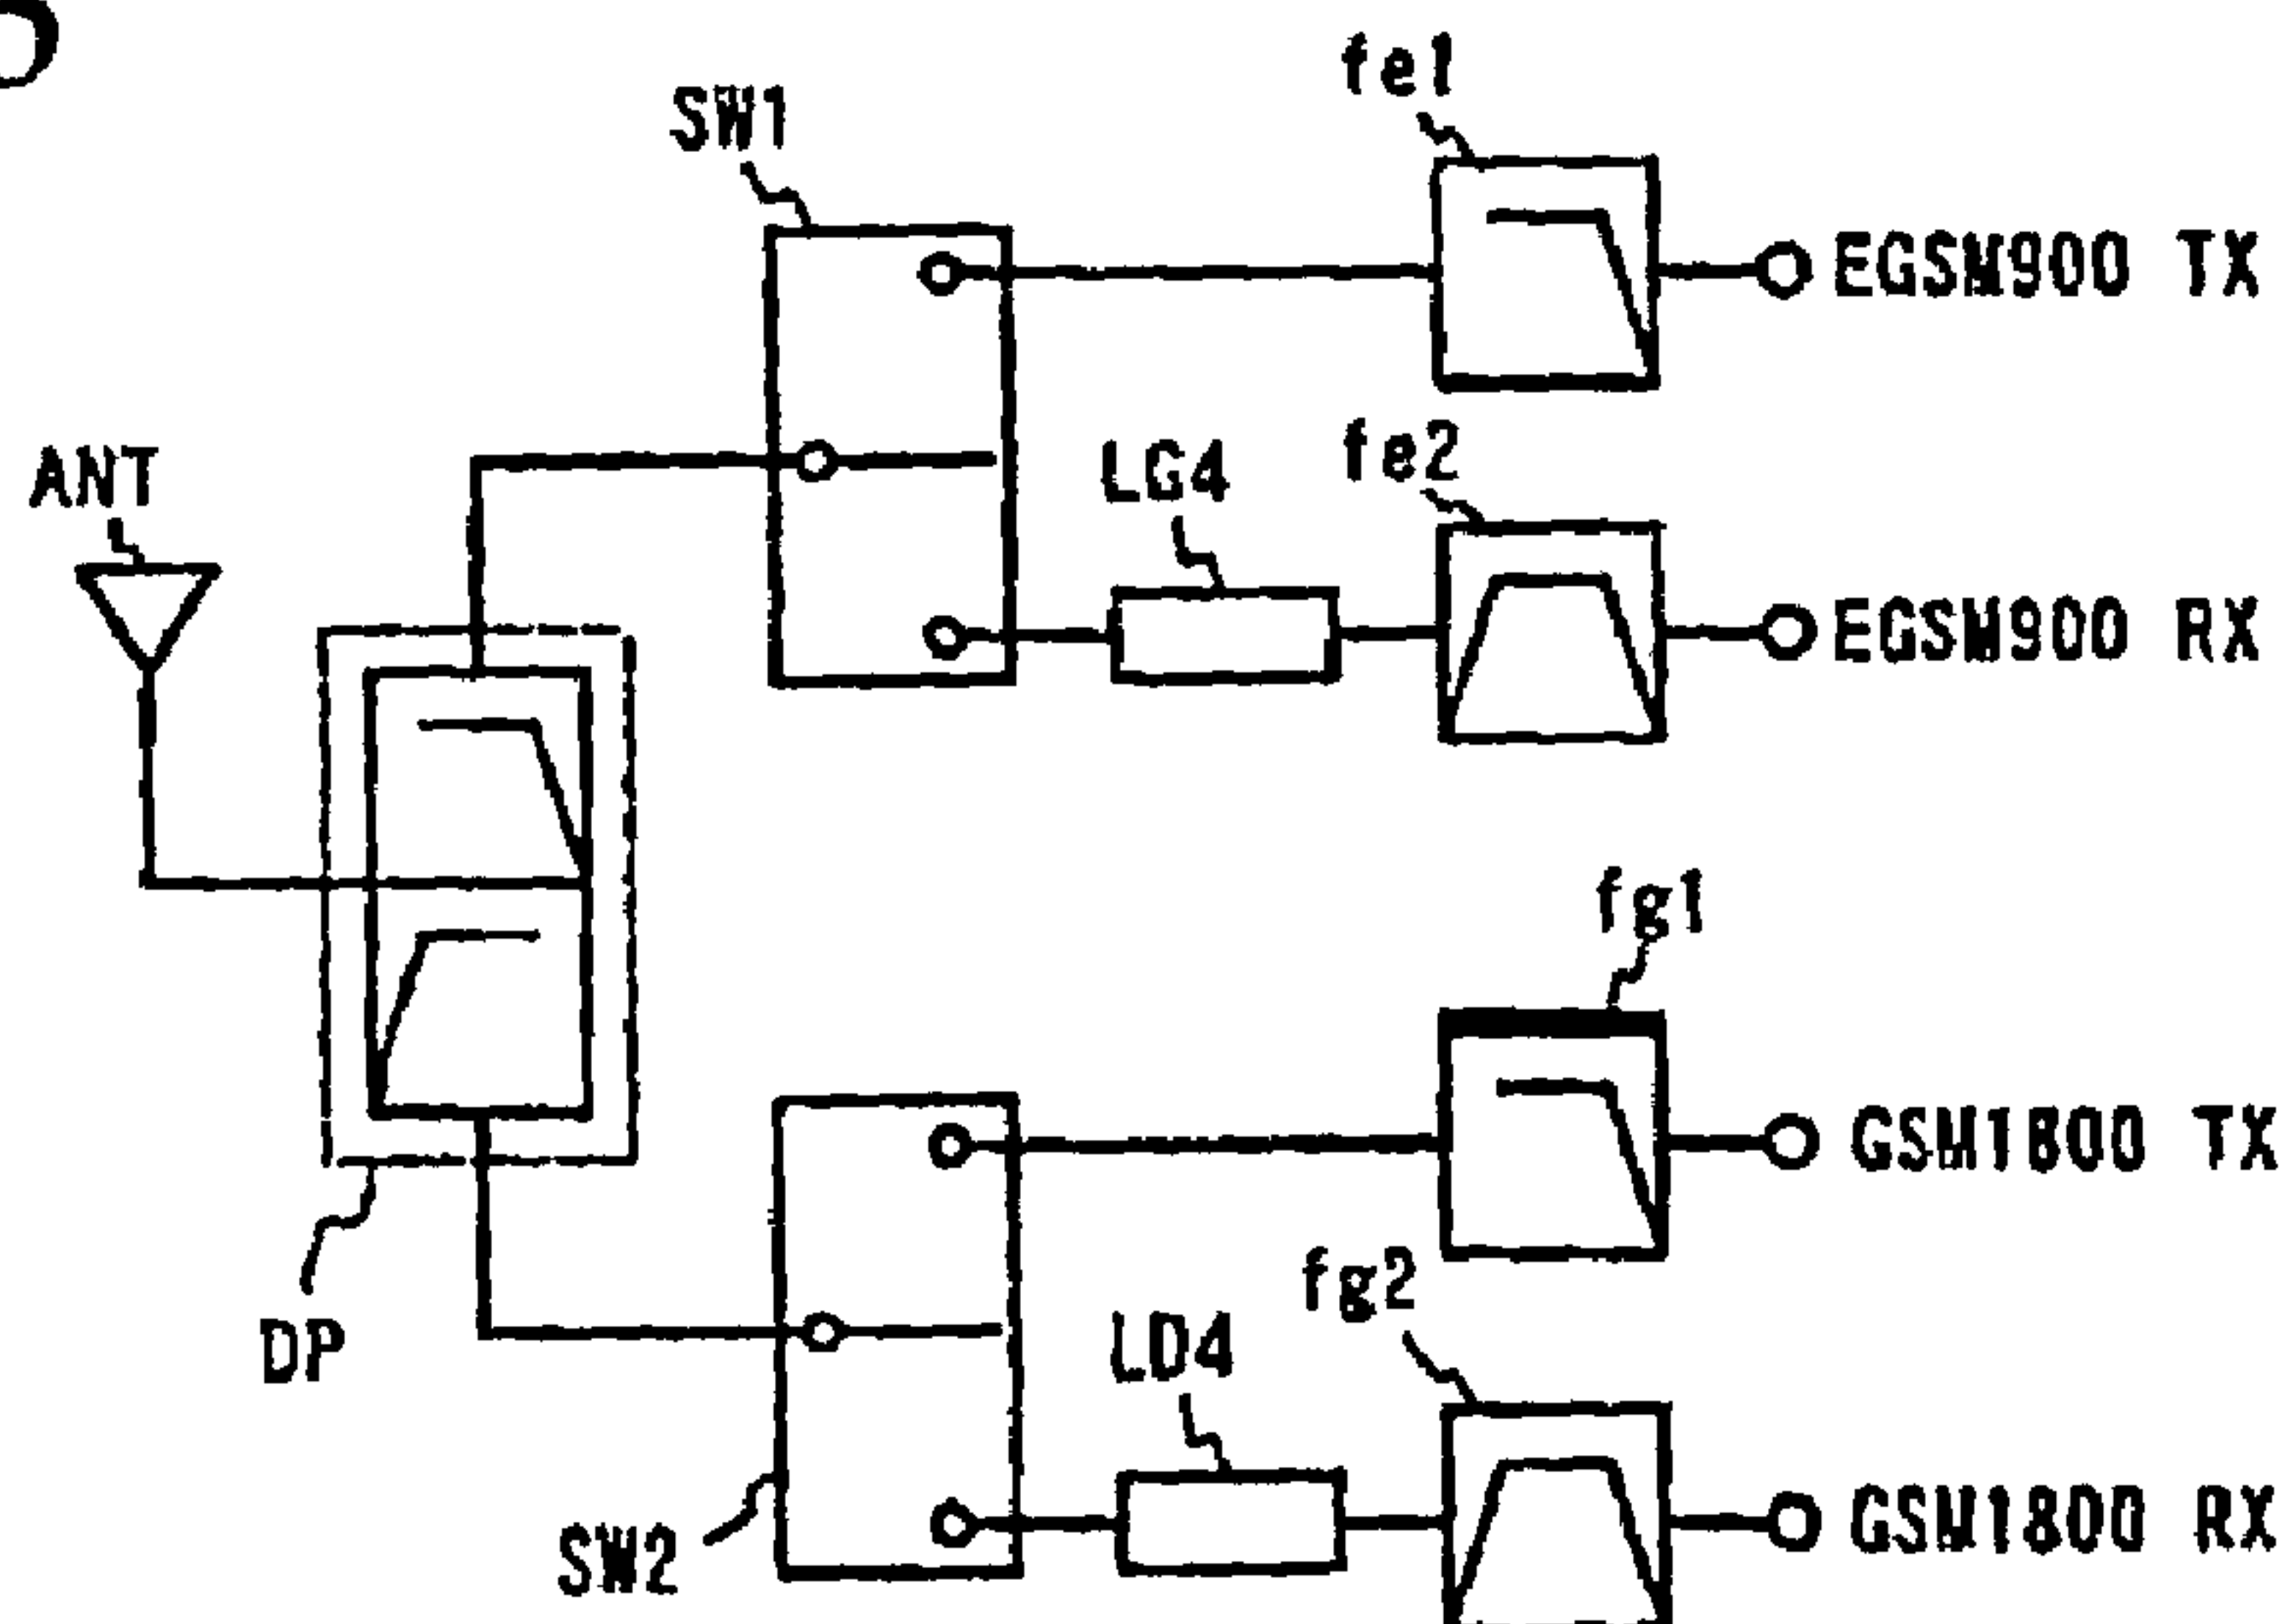 fe1
SW1
EGSM900 TX
ANT
LG4
fe2
EGSM900 RX
fg1
GSM1800 TX
fg2
DP
LD4
SW2
GSM1800 RX